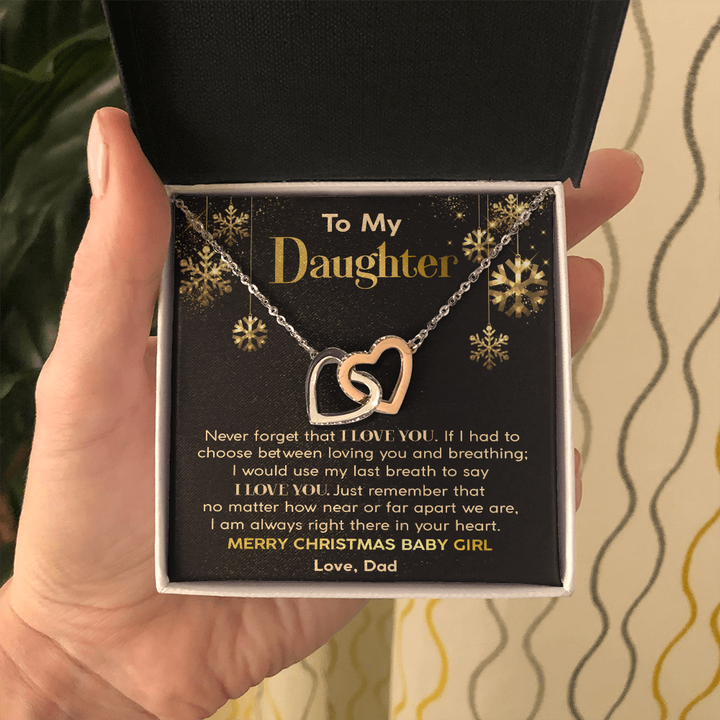 To My
Daughter
Never forget that I LOVE YOU. If I had to
choose between loving you and breathing;
I would use my last breath to say
I LOVE YOU. Just remember that
no matter how near or far apart we are,
I am always right there in your heart.
MERRY CHRISTMAS BABY GIRL
Love, Dad